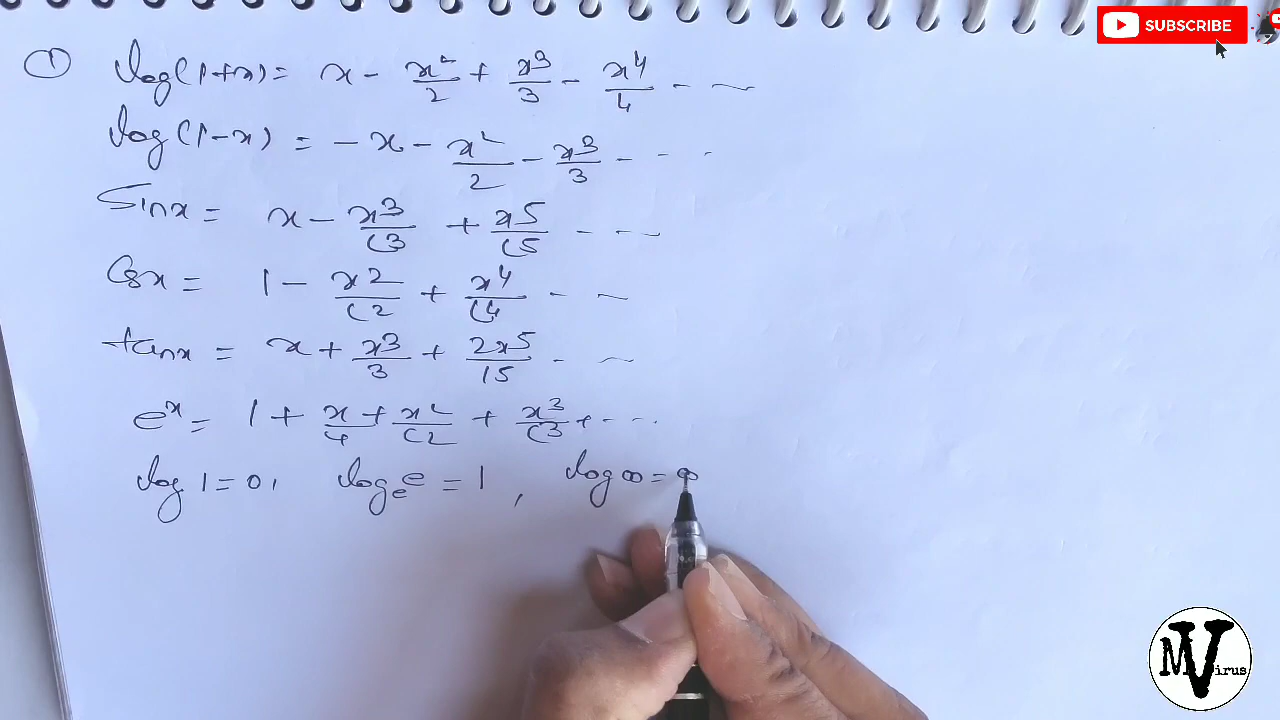 SUBSCRIBE
① log(1+x) = x - x²/2 + x³/3 - x⁴/4 - ~
log(1-x) = -x - x²/2 - x³/3 - - -
Sinx = x - x³/⌊3 + x⁵/⌊5 - - -
Cosx = 1 - x²/⌊2 + x⁴/⌊4 - ~
tanx = x + x³/3 + 2x⁵/15 - ~
eˣ = 1 + x/4 + x²/⌊2 + x³/⌊3 + - - -
log 1 = 0, logₑe = 1, log ∞ = ∞
MVirus